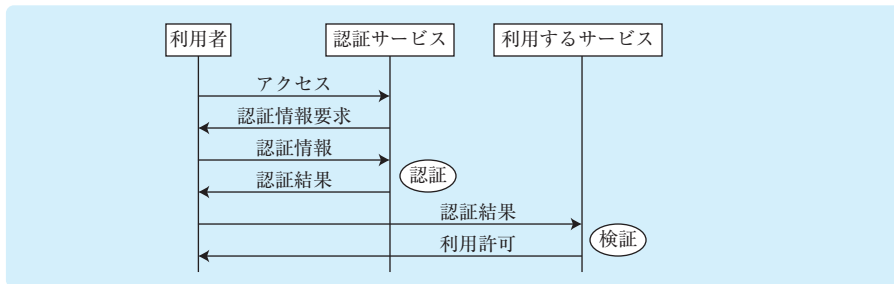 利用者
認証サービス
利用するサービス
アクセス
認証情報要求
認証情報
認証
認証結果
認証結果
検証
利用許可